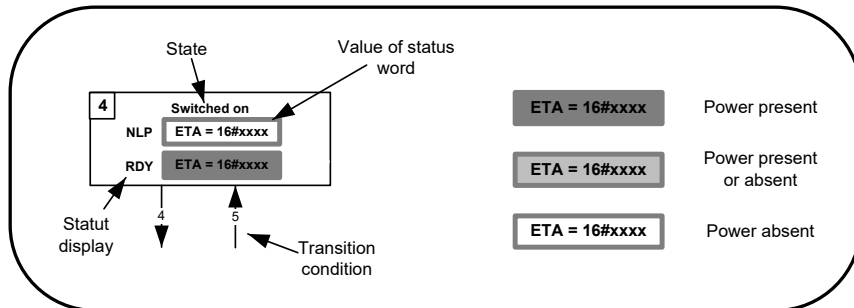 State
Value of status
word
4
Switched on
NLP
ETA = 16#xxxx
RDY
ETA = 16#xxxx
4
5
Statut
display
Transition
condition
ETA = 16#xxxx
Power present
ETA = 16#xxxx
Power present
or absent
ETA = 16#xxxx
Power absent